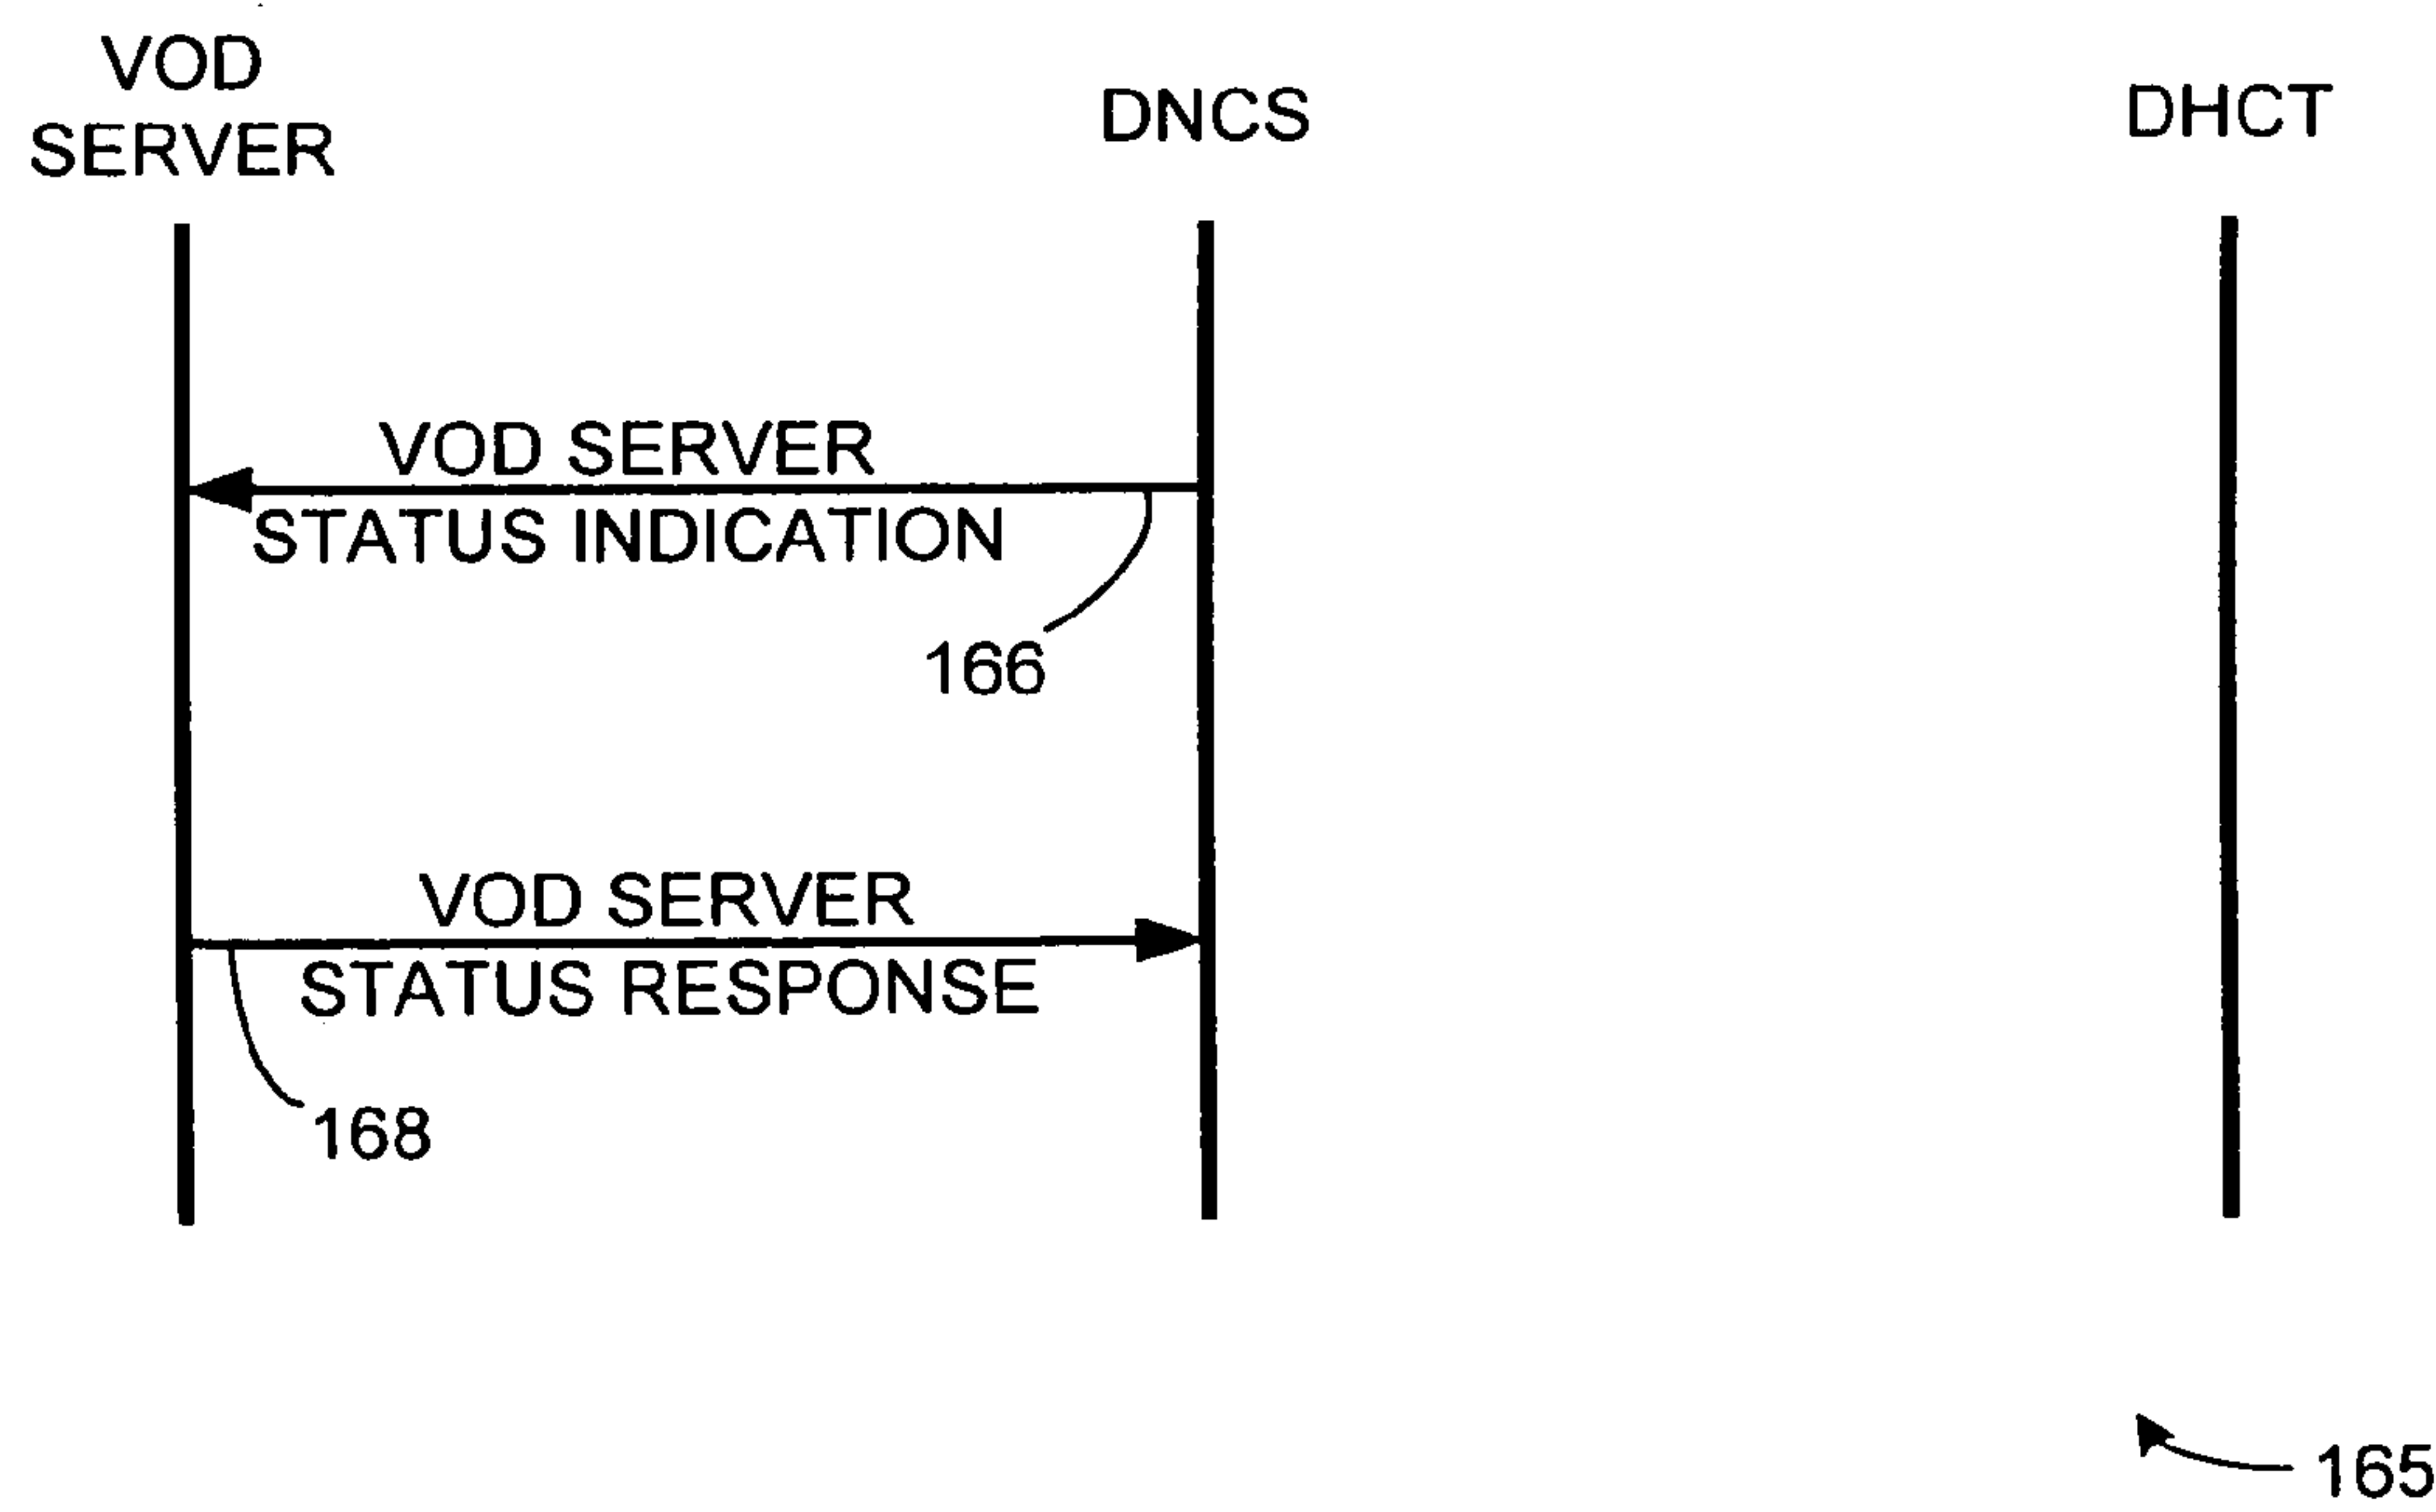 VOD
SERVER
DNCS
DHCT
VOD SERVER
STATUS INDICATION
166
VOD SERVER
STATUS RESPONSE
168
165